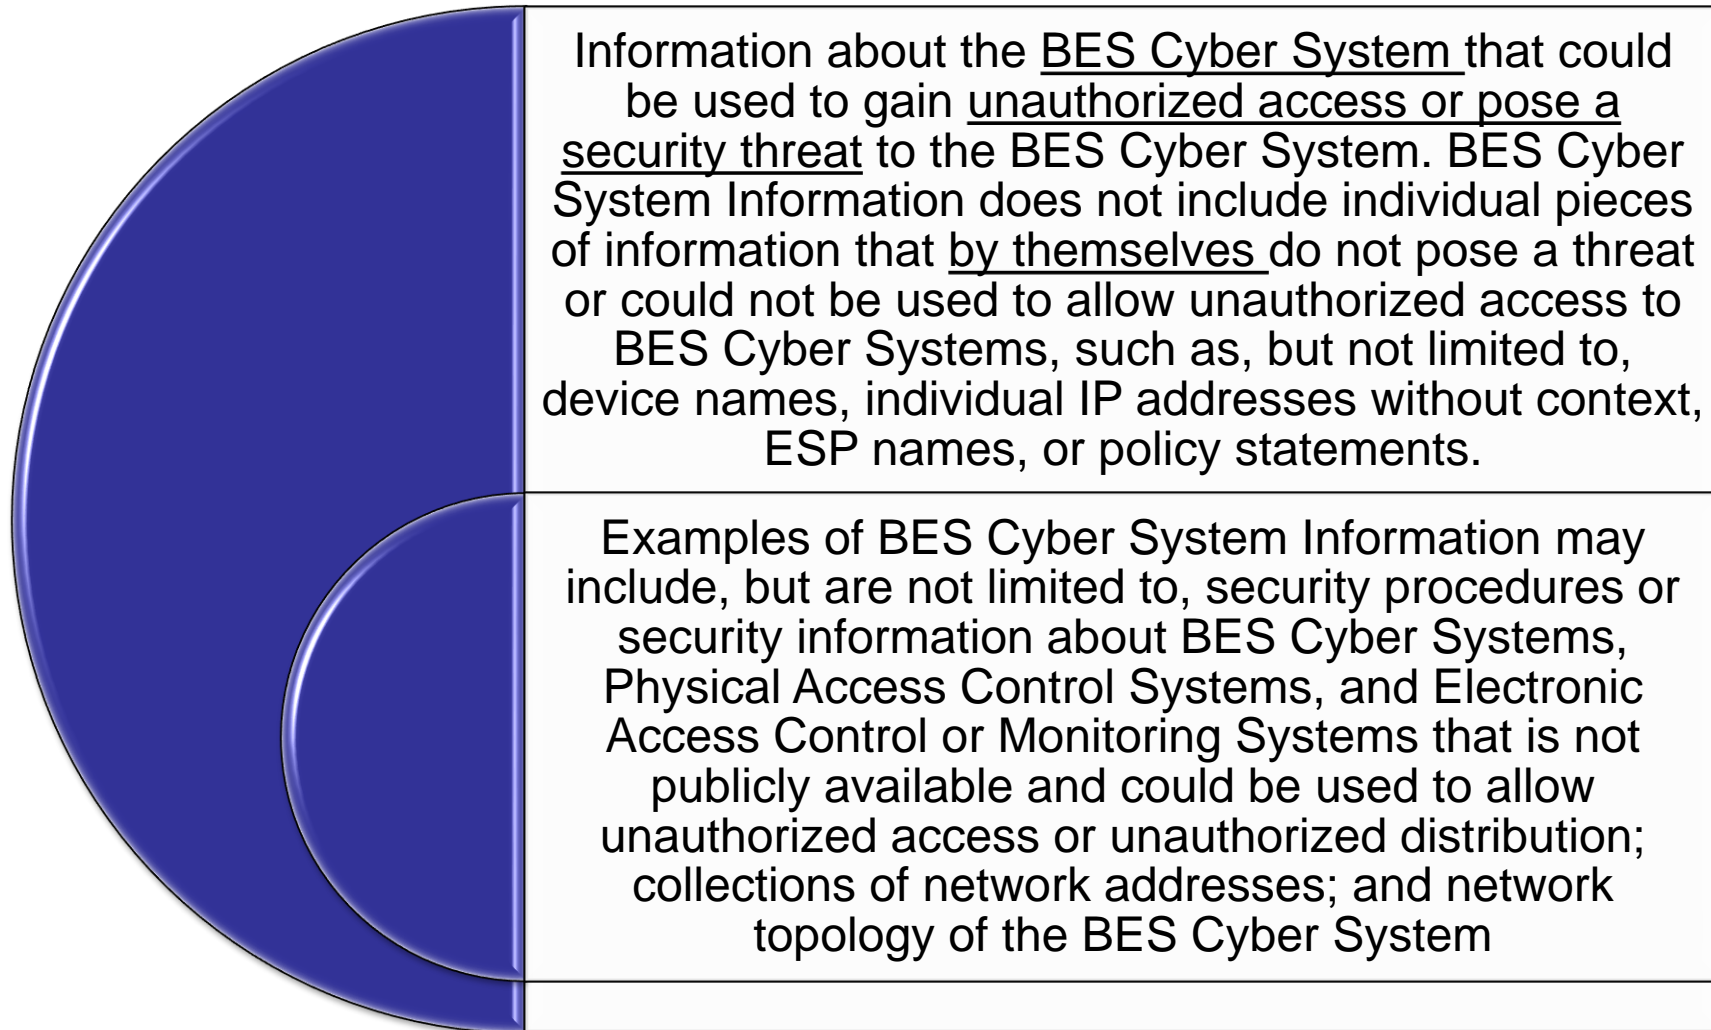 Information about the BES Cyber System that could
be used to gain unauthorized access or pose a
security threat to the BES Cyber System. BES Cyber
System Information does not include individual pieces
of information that by themselves do not pose a threat
or could not be used to allow unauthorized access to
BES Cyber Systems, such as, but not limited to,
device names, individual IP addresses without context,
ESP names, or policy statements.
Examples of BES Cyber System Information may
include, but are not limited to, security procedures or
security information about BES Cyber Systems,
Physical Access Control Systems, and Electronic
Access Control or Monitoring Systems that is not
publicly available and could be used to allow
unauthorized access or unauthorized distribution;
collections of network addresses; and network
topology of the BES Cyber System